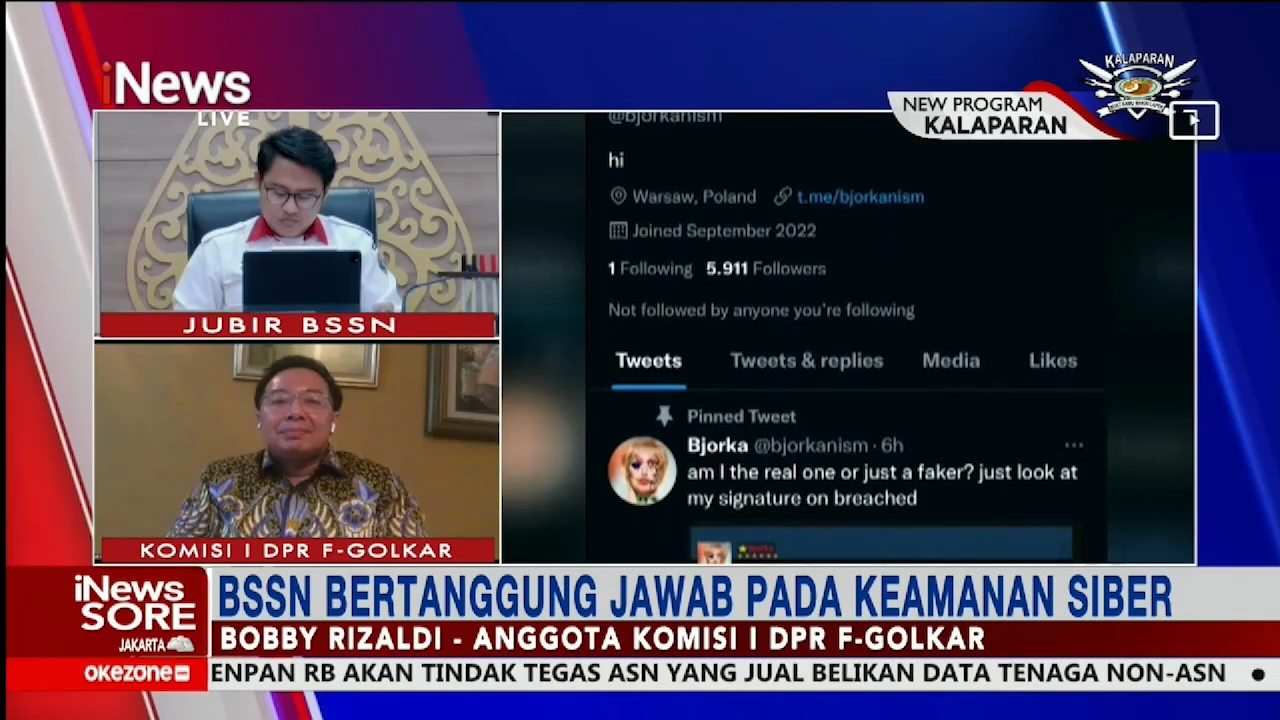 iNews
LIVE
KALAPARAN
NEW PROGRAM
KALAPARAN
@bjorkanism
hi
Warsaw, Poland t.me/bjorkanism
Joined September 2022
1 Following 5.911 Followers
Not followed by anyone you're following
Tweets Tweets & replies Media Likes
Pinned Tweet
Bjorka @bjorkanism · 6h
am I the real one or just a faker? just look at
my signature on breached
JUBIR BSSN
KOMISI I DPR F-GOLKAR
iNews
SORE
JAKARTA
BSSN BERTANGGUNG JAWAB PADA KEAMANAN SIBER
BOBBY RIZALDI - ANGGOTA KOMISI I DPR F-GOLKAR
okezone
ENPAN RB AKAN TINDAK TEGAS ASN YANG JUAL BELIKAN DATA TENAGA NON-ASN